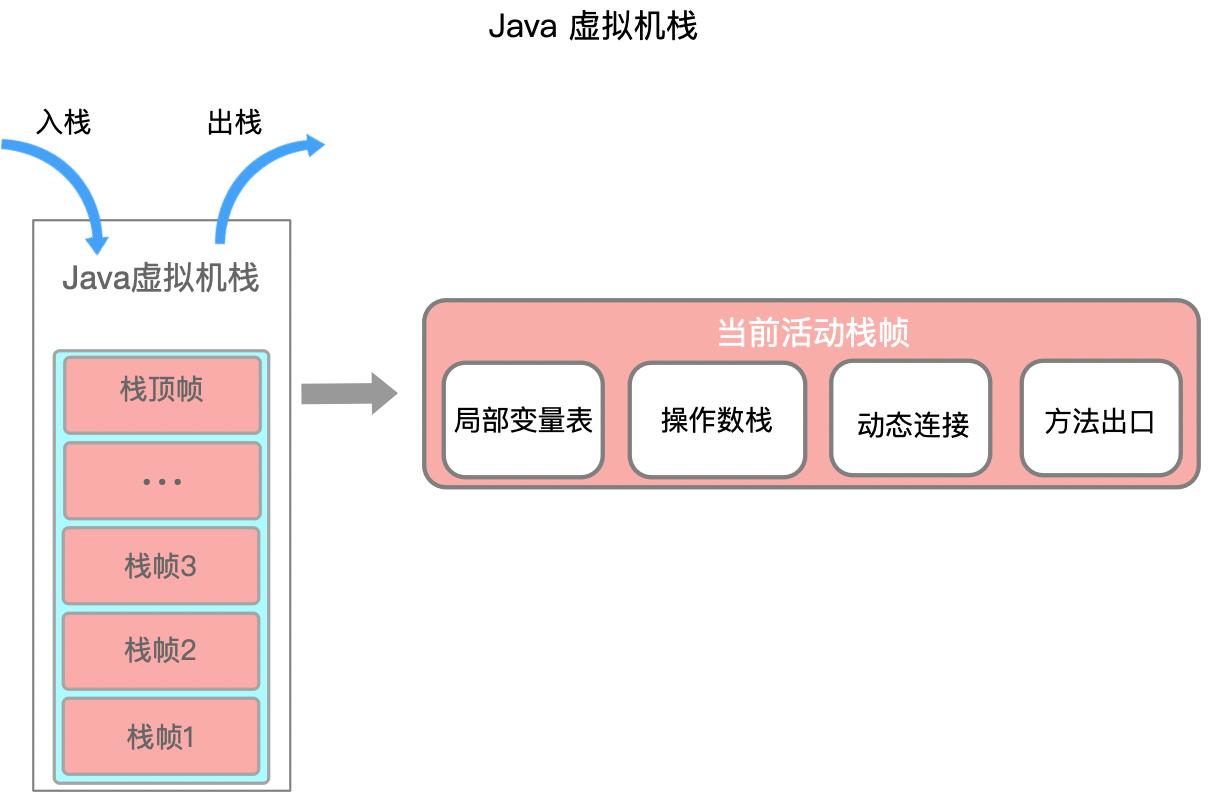 Java 虚拟机栈
入栈
出栈
Java虚拟机栈
栈顶帧
...
栈帧3
栈帧2
栈帧1
当前活动栈帧
局部变量表
操作数栈
动态连接
方法出口